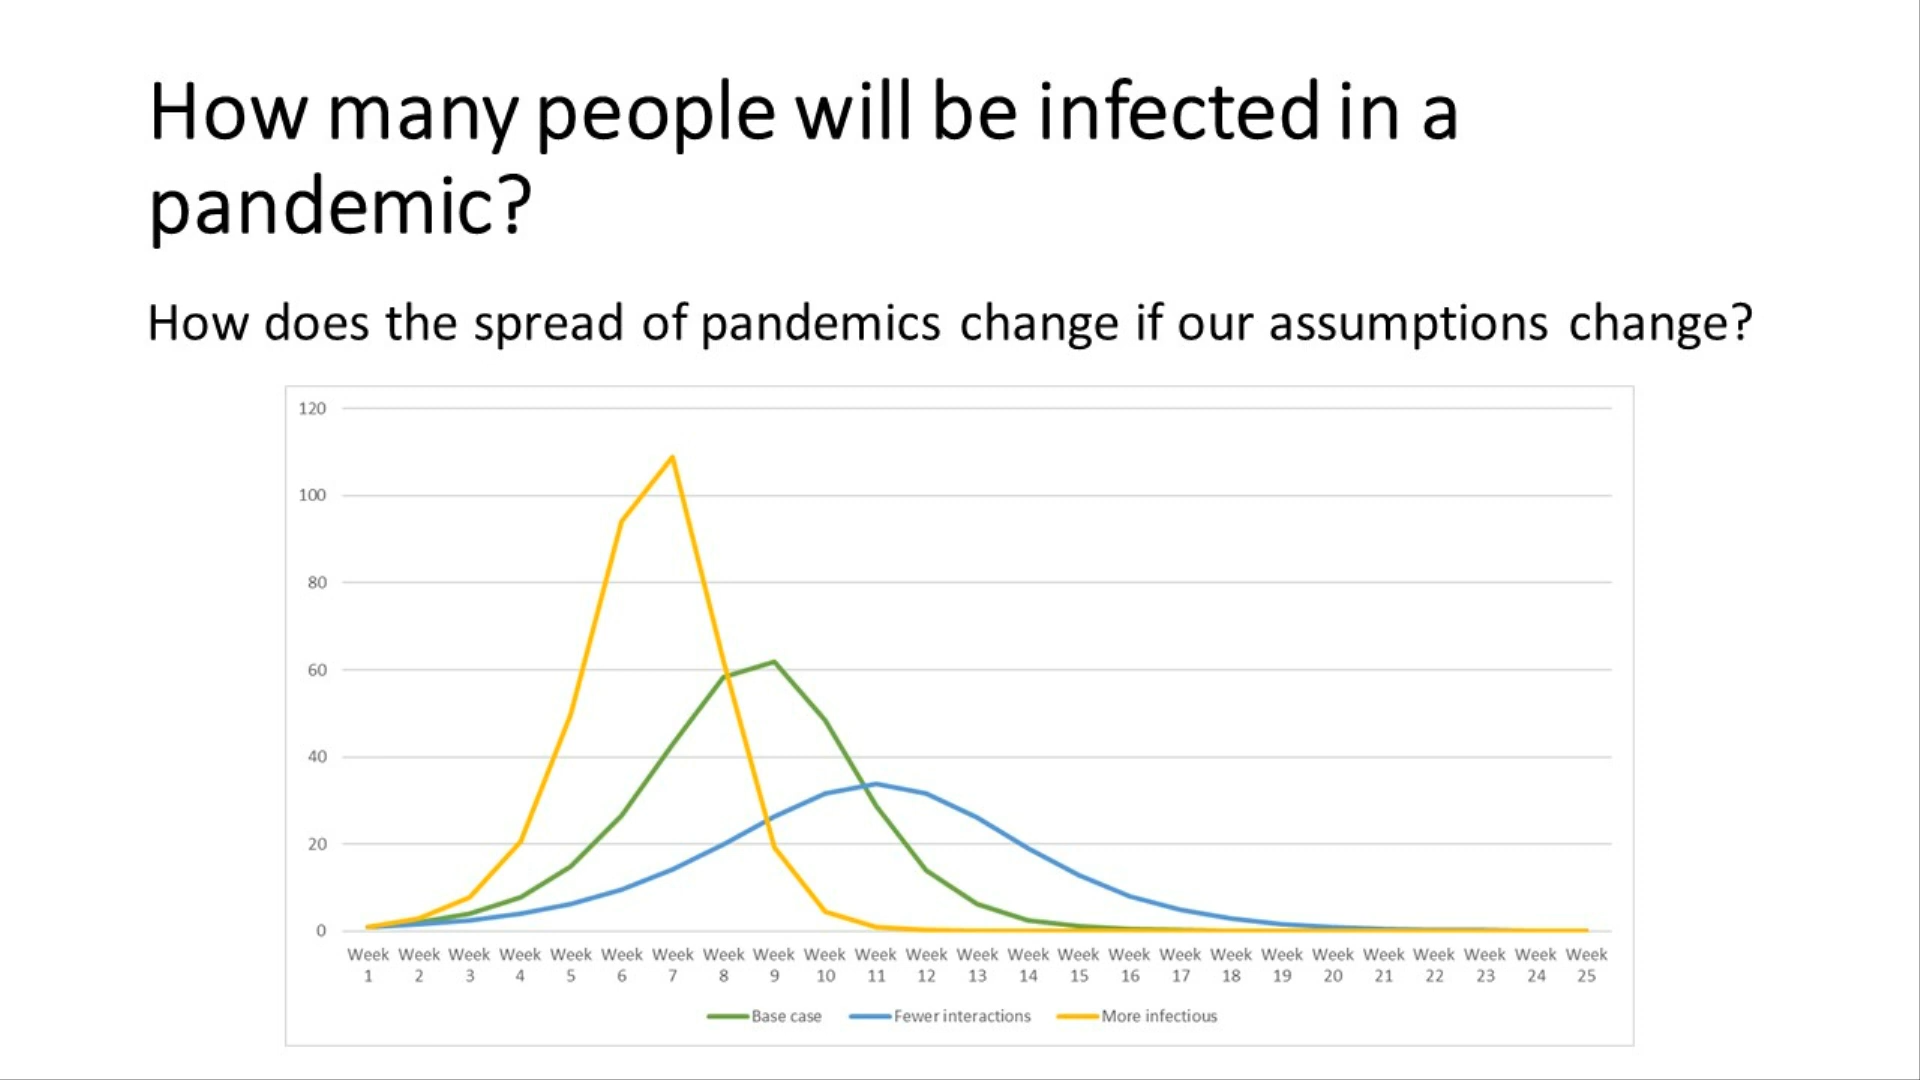 How many people will be infected in a
pandemic?
How does the spread of pandemics change if our assumptions change?
120
100
80
60
40
20
0
Week Week Week Week Week Week Week Week Week Week Week Week Week Week Week Week Week Week Week Week Week Week Week Week Week
1 2 3 4 5 6 7 8 9 10 11 12 13 14 15 16 17 18 19 20 21 22 23 24 25
Base case Fewer interactions More infectious